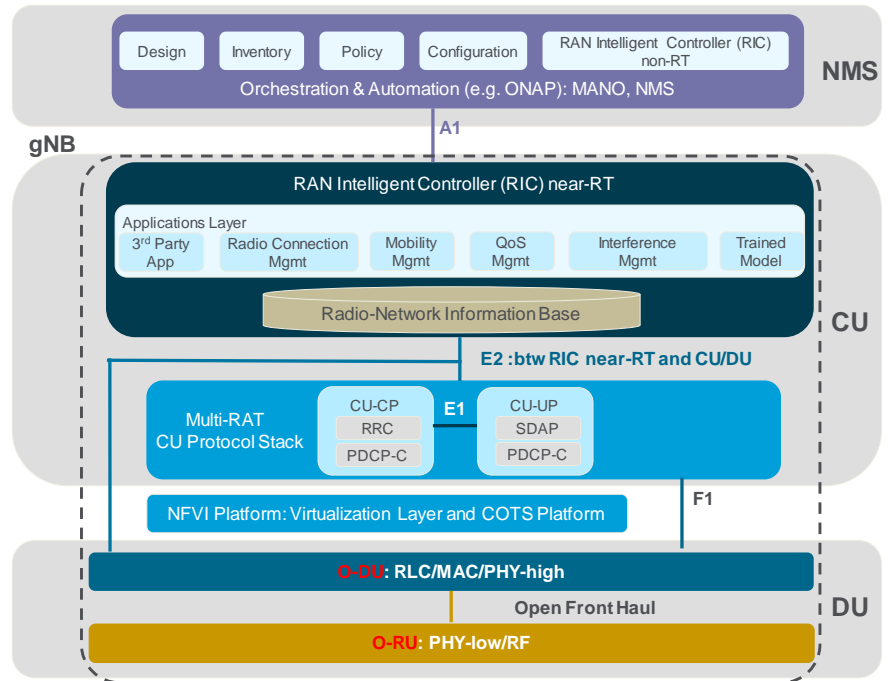 Design
Inventory
Policy
Configuration
RAN Intelligent Controller (RIC)
non-RT
Orchestration & Automation (e.g. ONAP): MANO, NMS
NMS
A1
gNB
RAN Intelligent Controller (RIC) near-RT
Applications Layer
3rd Party
App
Radio Connection
Mgmt
Mobility
Mgmt
QoS
Mgmt
Interference
Mgmt
Trained
Model
Radio-Network Information Base
CU
E2 :btw RIC near-RT and CU/DU
Multi-RAT
CU Protocol Stack
CU-CP
RRC
PDCP-C
E1
CU-UP
SDAP
PDCP-C
F1
NFVI Platform: Virtualization Layer and COTS Platform
O-DU: RLC/MAC/PHY-high
Open Front Haul
DU
O-RU: PHY-low/RF